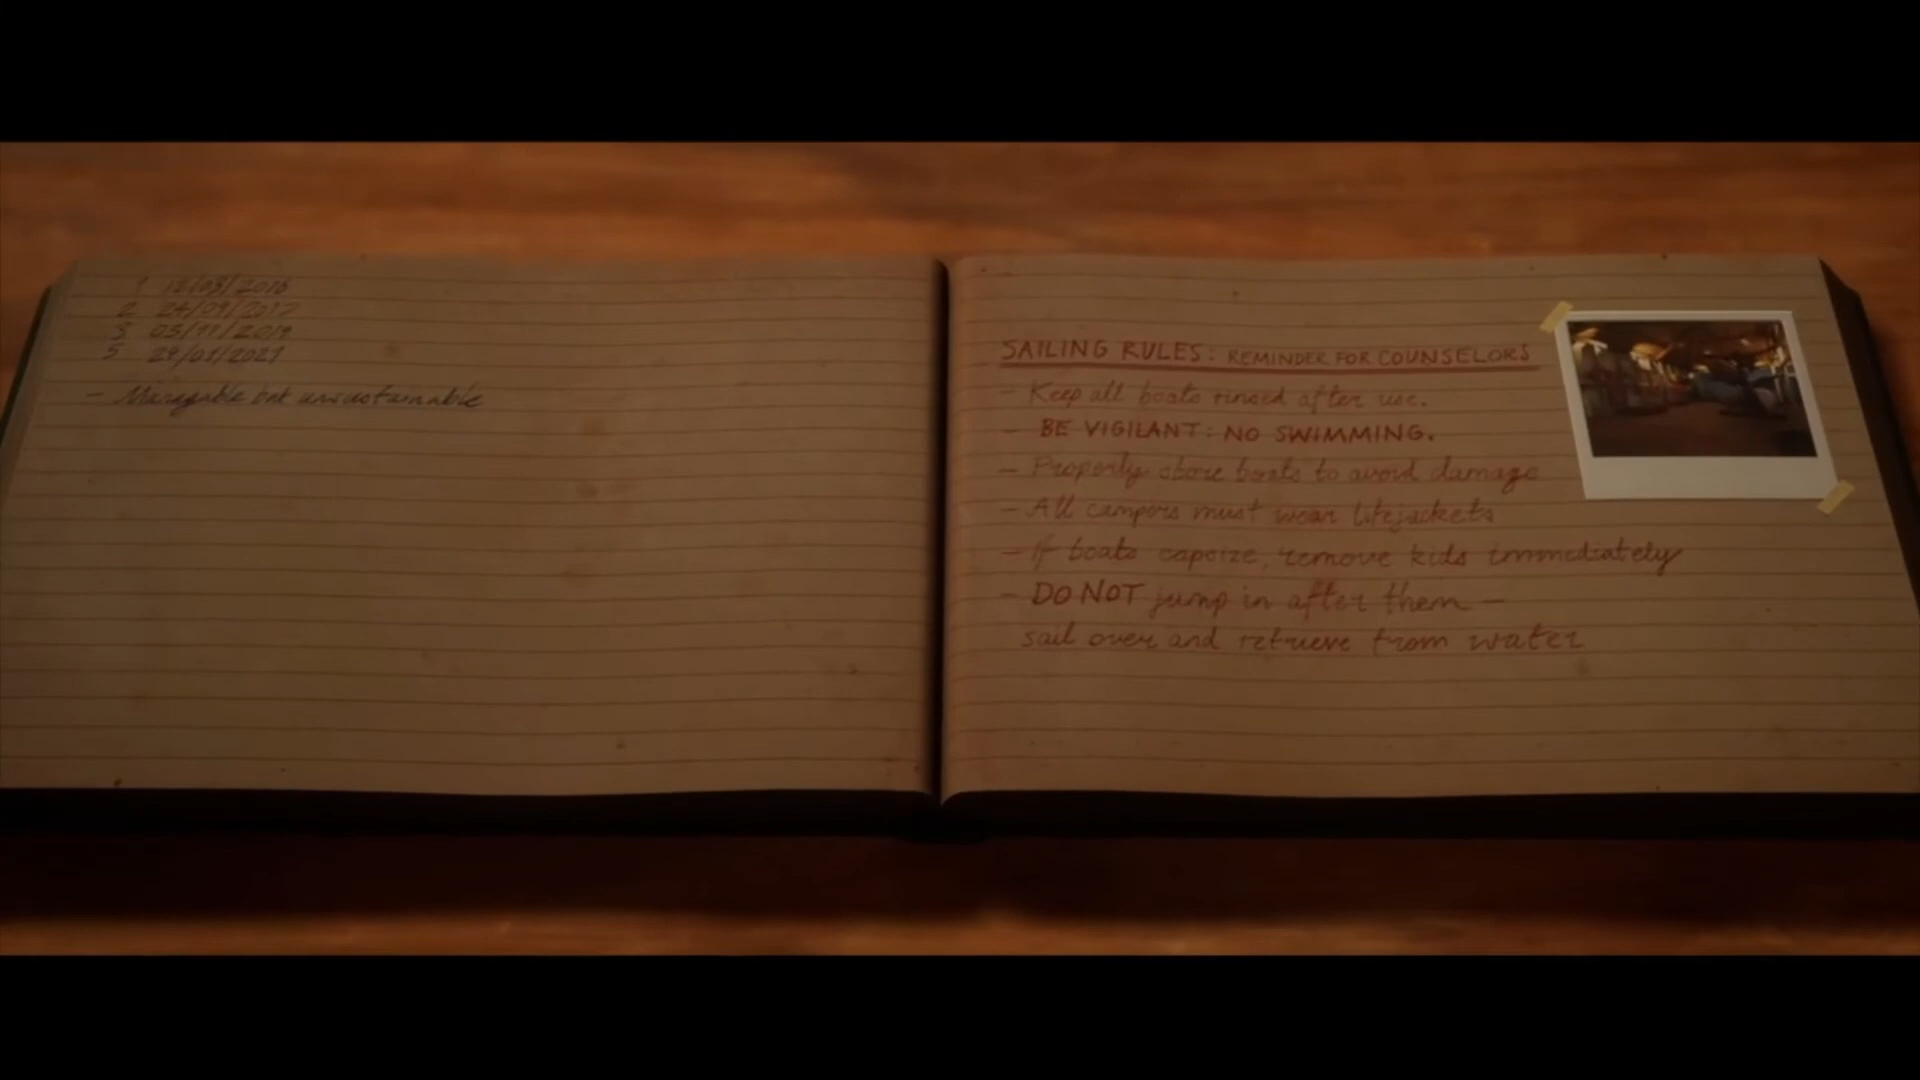 1 12/03/2016
2 24/09/2017
3 03/11/2019
5 29/01/2021
- Manageable but unsustainable
SAILING RULES: REMINDER FOR COUNSELORS
- Keep all boats rinsed after use.
- BE VIGILANT: NO SWIMMING.
- Properly store boats to avoid damage
- All campers must wear lifejackets
- If boats capsize, remove kids immediately
- DO NOT jump in after them -
sail over and retrieve from water